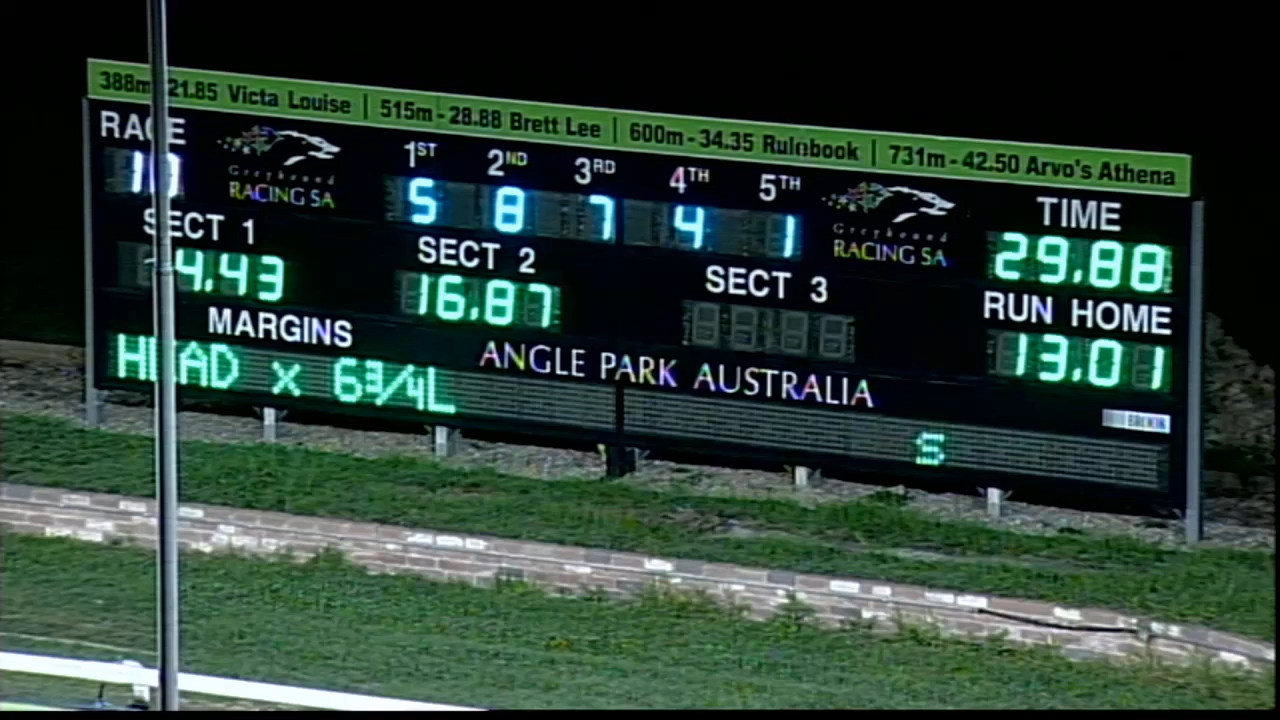 388m - 21.85 Victa Louise | 515m - 28.88 Brett Lee | 600m - 34.35 Rulebook | 731m - 42.50 Arvo's Athena
RACE 1ST 2ND 3RD 4TH 5TH TIME
10 5 8 7 4 1 29.88
Greyhound
RACING SA
Greyhound
RACING SA
SECT 1 SECT 2 SECT 3 RUN HOME
4.43 16.87 13.01
MARGINS
HEAD x 6¾L
ANGLE PARK AUSTRALIA
S